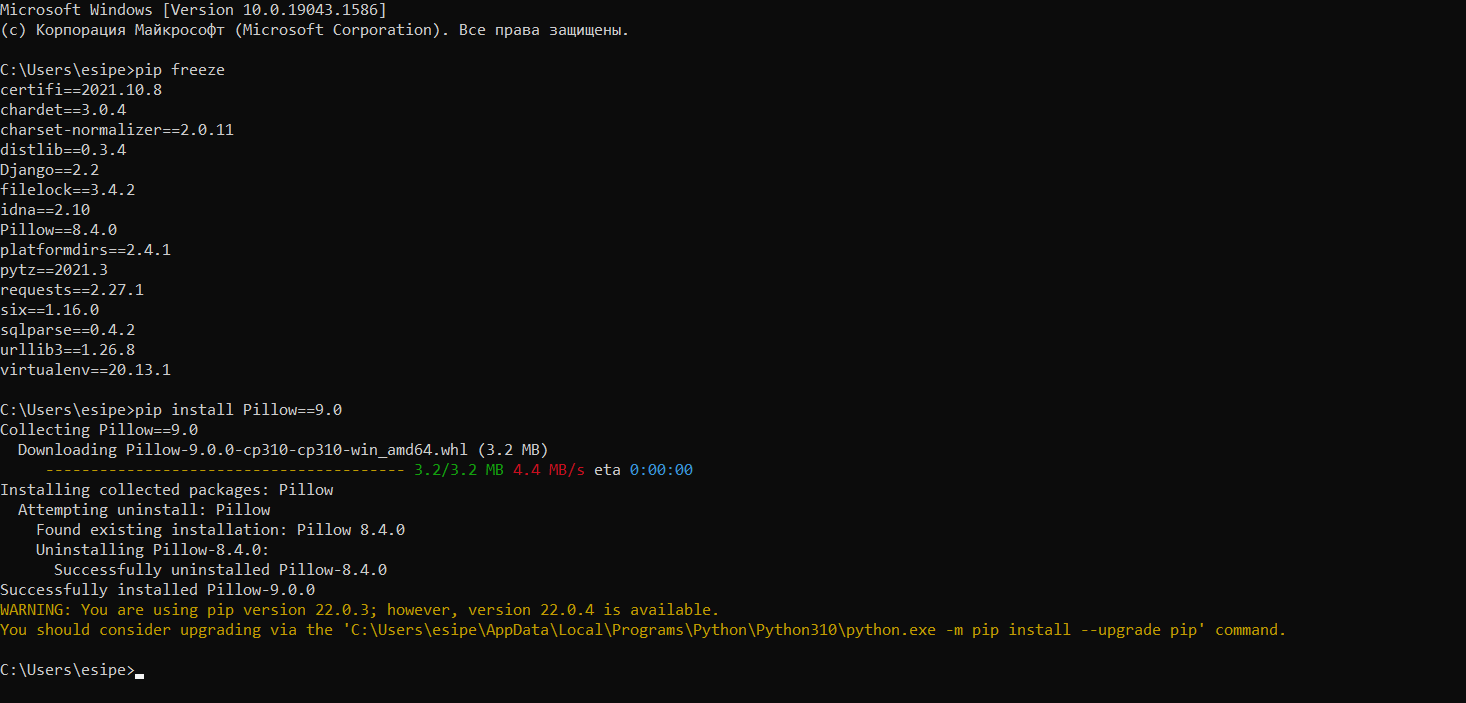 Microsoft Windows [Version 10.0.19043.1586]
(c) Корпорация Майкрософт (Microsoft Corporation). Все права защищены.
C:\Users\esipe>pip freeze
certifi==2021.10.8
chardet==3.0.4
charset-normalizer==2.0.11
distlib==0.3.4
Django==2.2
filelock==3.4.2
idna==2.10
Pillow==8.4.0
platformdirs==2.4.1
pytz==2021.3
requests==2.27.1
six==1.16.0
sqlparse==0.4.2
urllib3==1.26.8
virtualenv==20.13.1
C:\Users\esipe>pip install Pillow==9.0
Collecting Pillow==9.0
  Downloading Pillow-9.0.0-cp310-cp310-win_amd64.whl (3.2 MB)
     ---------------------------------------- 3.2/3.2 MB 4.4 MB/s eta 0:00:00
Installing collected packages: Pillow
  Attempting uninstall: Pillow
    Found existing installation: Pillow 8.4.0
    Uninstalling Pillow-8.4.0:
      Successfully uninstalled Pillow-8.4.0
Successfully installed Pillow-9.0.0
WARNING: You are using pip version 22.0.3; however, version 22.0.4 is available.
You should consider upgrading via the 'C:\Users\esipe\AppData\Local\Programs\Python\Python310\python.exe -m pip install --upgrade pip' command.
C:\Users\esipe>